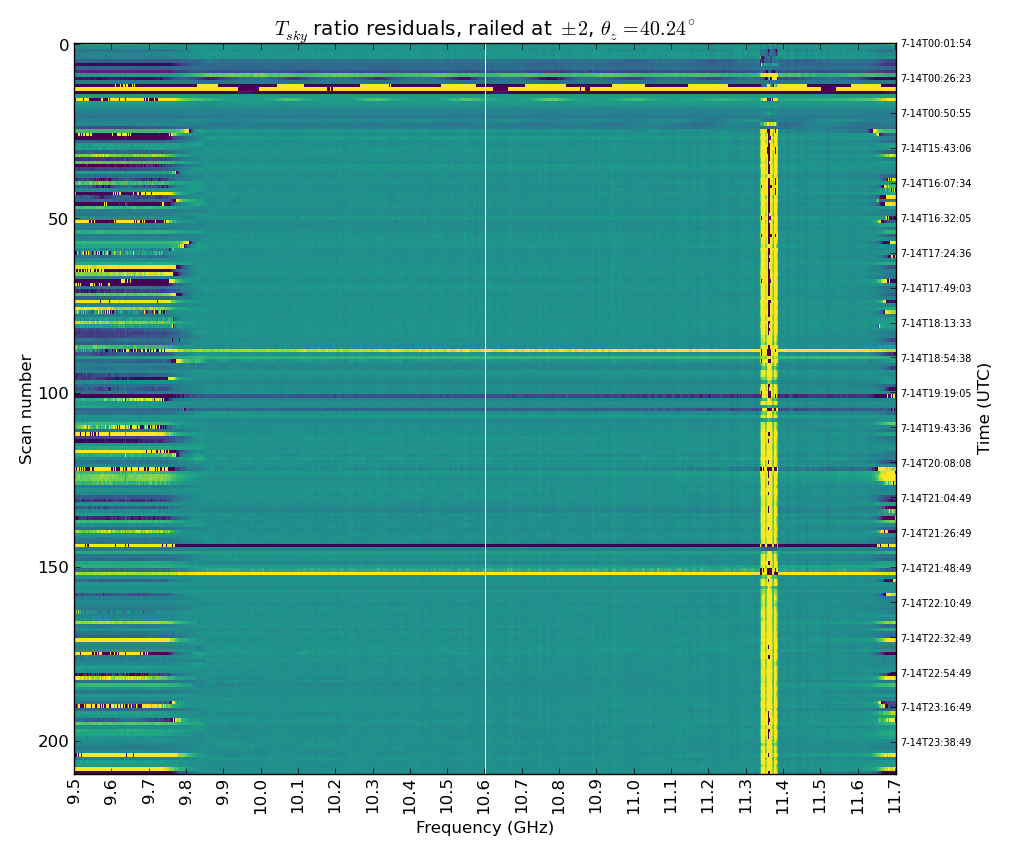 T_sky ratio residuals, railed at ±2, θ_z = 40.24°
Scan number
0
50
100
150
200
9.5 9.6 9.7 9.8 9.9 10.0 10.1 10.2 10.3 10.4 10.5 10.6 10.7 10.8 10.9 11.0 11.1 11.2 11.3 11.4 11.5 11.6 11.7
Frequency (GHz)
7-14T00:01:54
7-14T00:26:23
7-14T00:50:55
7-14T15:43:06
7-14T16:07:34
7-14T16:32:05
7-14T17:24:36
7-14T17:49:03
7-14T18:13:33
7-14T18:54:38
7-14T19:19:05
7-14T19:43:36
7-14T20:08:08
7-14T21:04:49
7-14T21:26:49
7-14T21:48:49
7-14T22:10:49
7-14T22:32:49
7-14T22:54:49
7-14T23:16:49
7-14T23:38:49
Time (UTC)